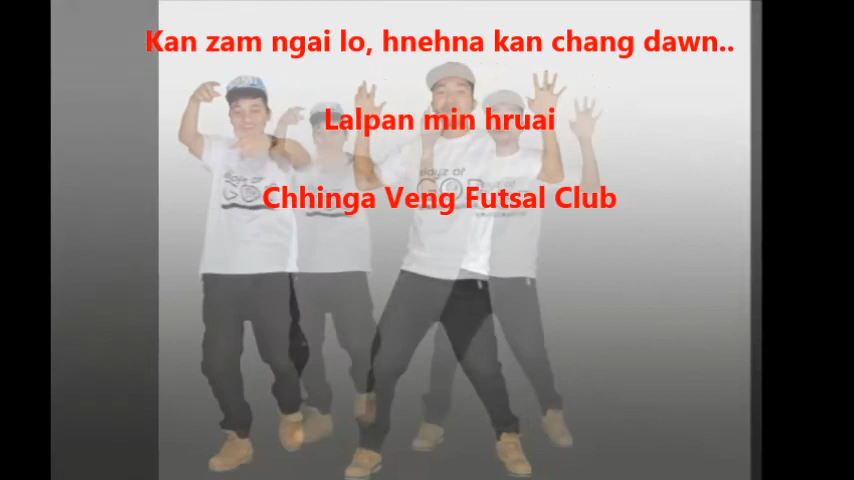 Kan zam ngai lo, hnehna kan chang dawn..
Lalpan min hruai
Chhinga Veng Futsal Club